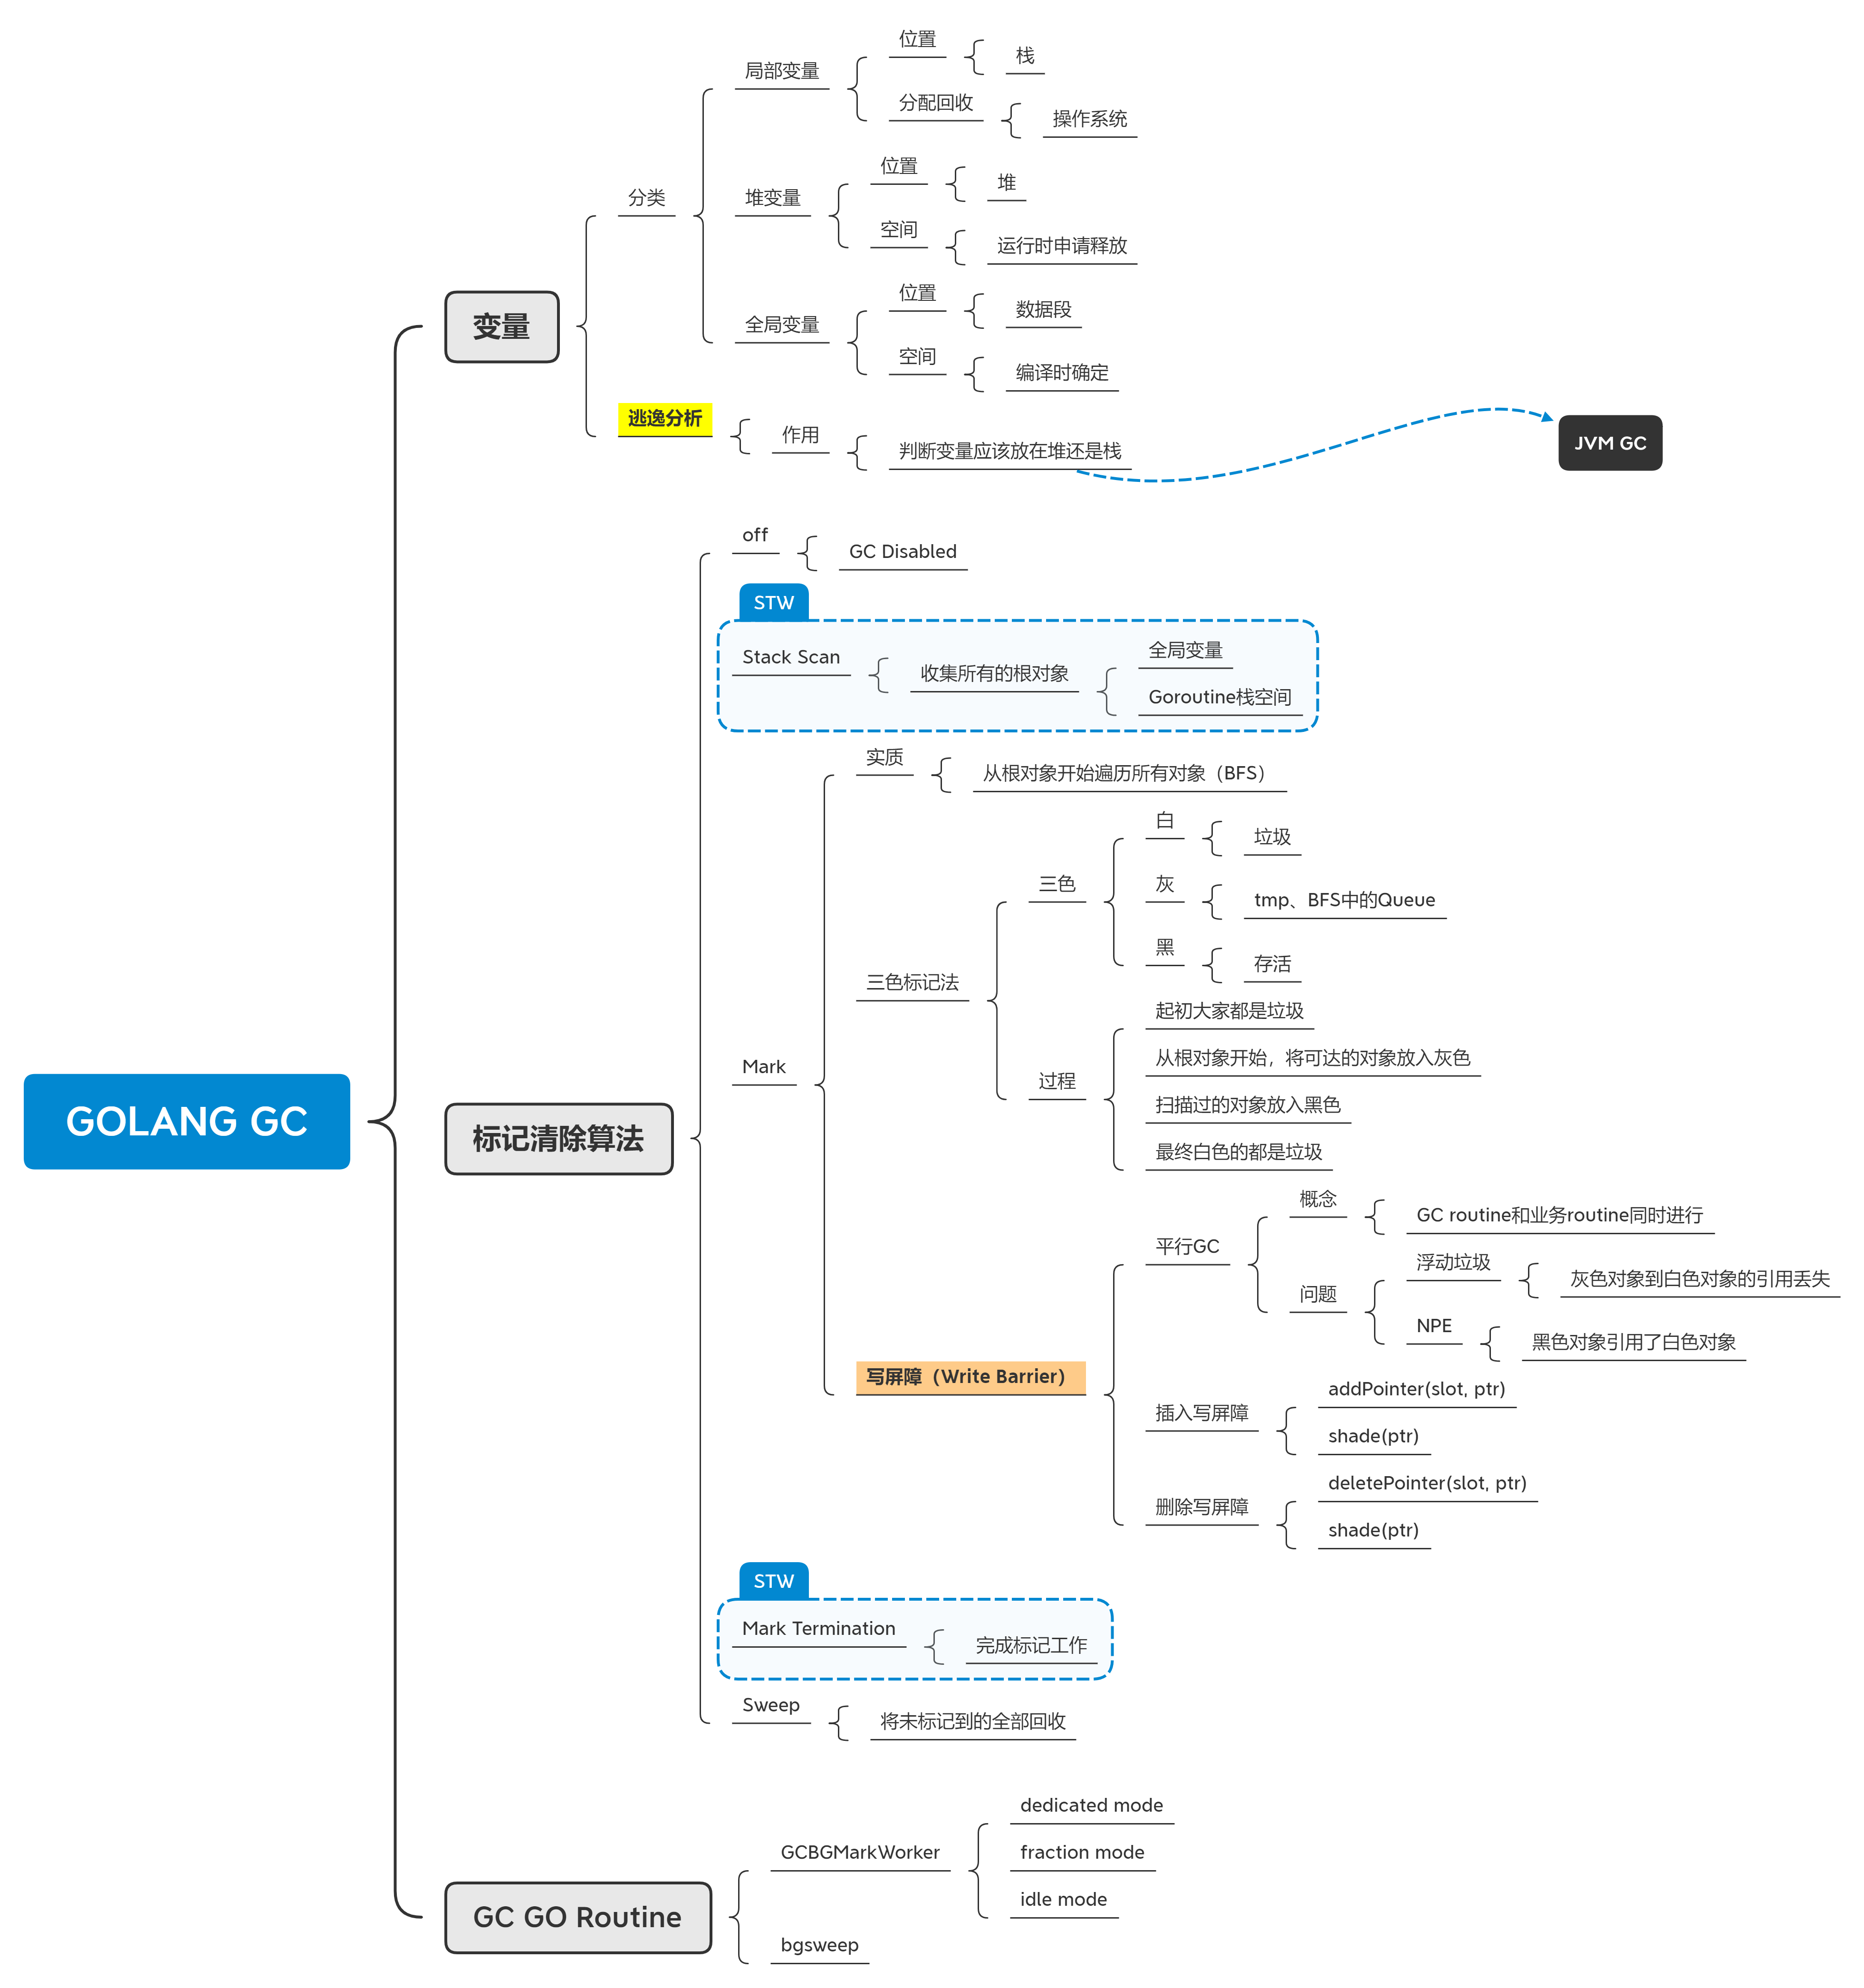 GOLANG GC
变量
分类
局部变量
位置
栈
分配回收
操作系统
堆变量
位置
堆
空间
运行时申请释放
全局变量
位置
数据段
空间
编译时确定
逃逸分析
作用
判断变量应该放在堆还是栈
JVM GC
标记清除算法
off
GC Disabled
STW
Stack Scan
收集所有的根对象
全局变量
Goroutine栈空间
Mark
实质
从根对象开始遍历所有对象（BFS）
三色标记法
三色
白
垃圾
灰
tmp、BFS中的Queue
黑
存活
过程
起初大家都是垃圾
从根对象开始，将可达的对象放入灰色
扫描过的对象放入黑色
最终白色的都是垃圾
写屏障（Write Barrier）
平行GC
概念
GC routine和业务routine同时进行
问题
浮动垃圾
灰色对象到白色对象的引用丢失
NPE
黑色对象引用了白色对象
插入写屏障
addPointer(slot, ptr)
shade(ptr)
删除写屏障
deletePointer(slot, ptr)
shade(ptr)
STW
Mark Termination
完成标记工作
Sweep
将未标记到的全部回收
GC GO Routine
GCBGMarkWorker
dedicated mode
fraction mode
idle mode
bgsweep